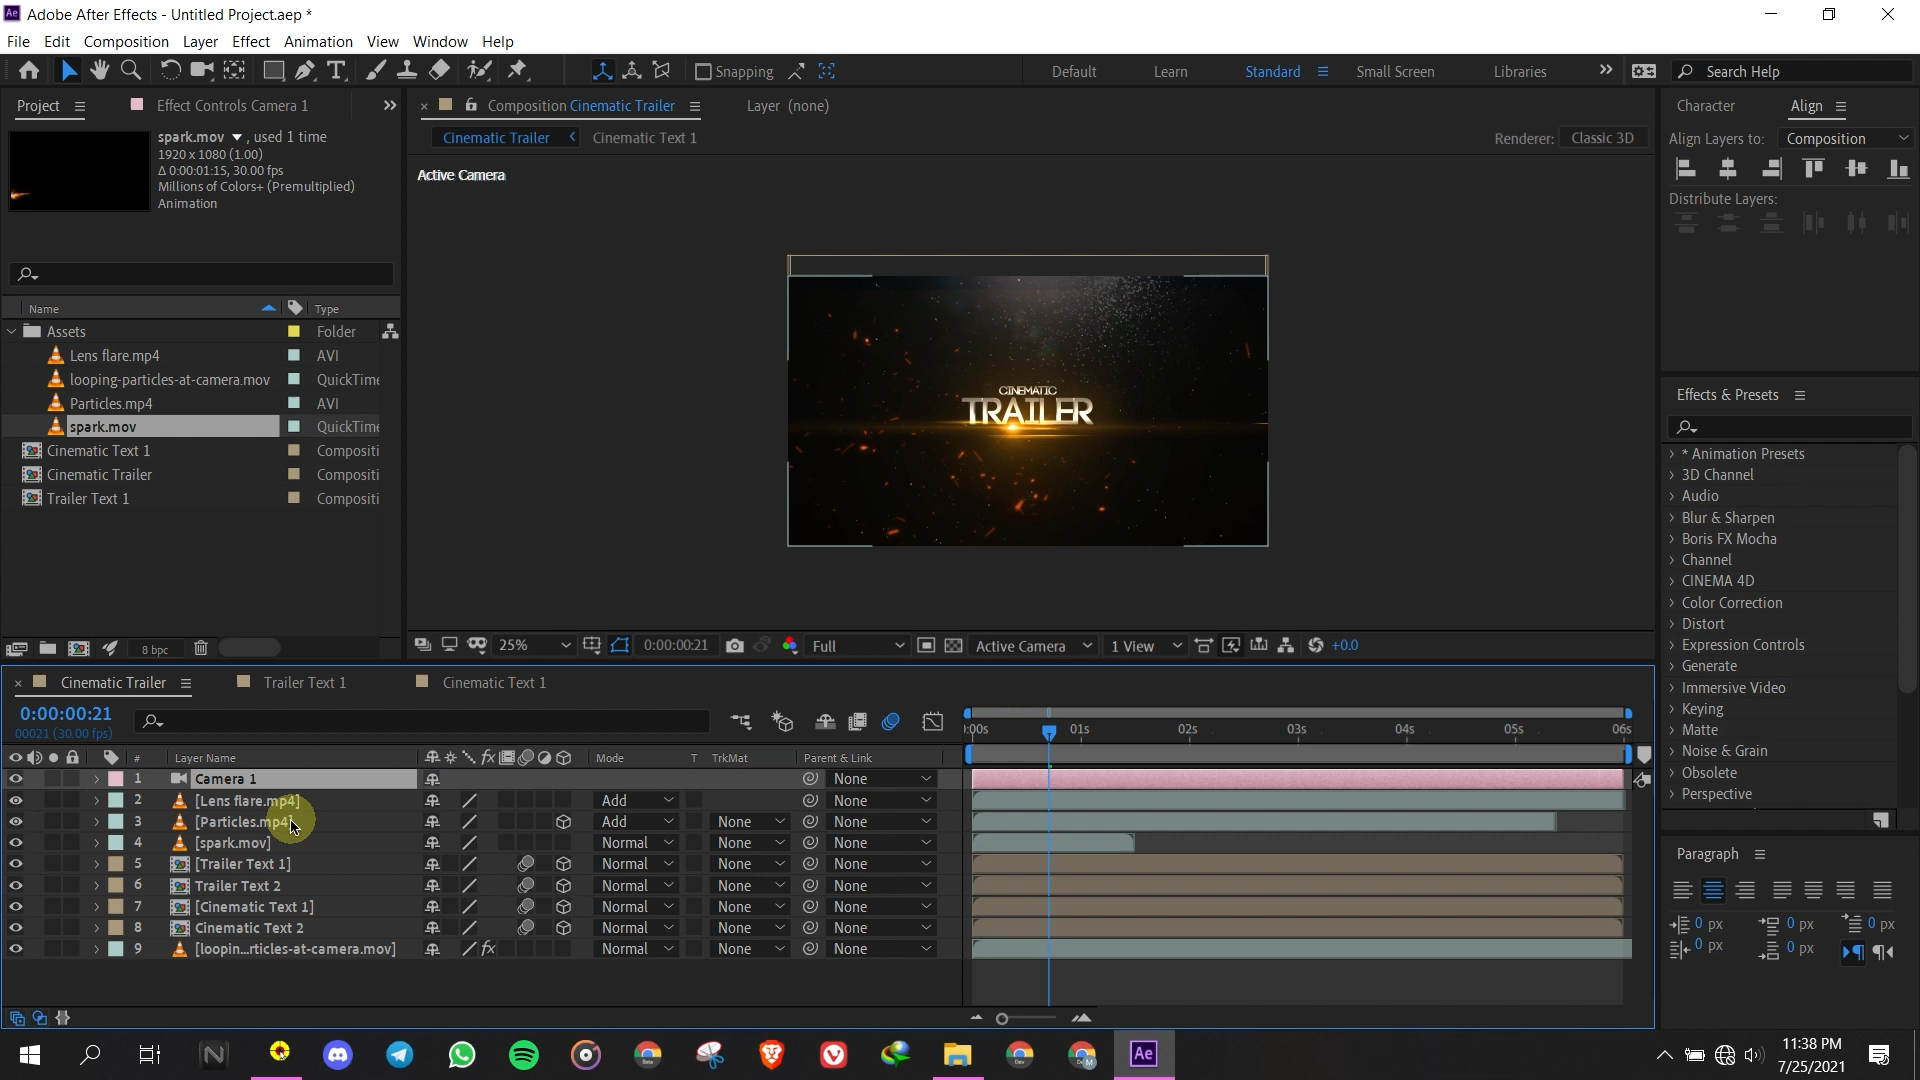 Ae Adobe After Effects - Untitled Project.aep *
File Edit Composition Layer Effect Animation View Window Help
Snapping
Default Learn Standard Small Screen Libraries
Search Help
Project
Effect Controls Camera 1
spark.mov , used 1 time
1920 x 1080 (1.00)
Δ 0:00:01:15, 30.00 fps
Millions of Colors+ (Premultiplied)
Animation
Name Type
Assets Folder
Lens flare.mp4 AVI
looping-particles-at-camera.mov QuickTime
Particles.mp4 AVI
spark.mov QuickTime
Cinematic Text 1 Compositi
Cinematic Trailer Compositi
Trailer Text 1 Compositi
8 bpc
Composition Cinematic Trailer
Layer (none)
Cinematic Trailer Cinematic Text 1
Renderer: Classic 3D
Active Camera
CINEMATIC
TRAILER
25% 0:00:00:21 Full Active Camera 1 View +0.0
Character Align
Align Layers to: Composition
Distribute Layers:
Effects & Presets
* Animation Presets
3D Channel
Audio
Blur & Sharpen
Boris FX Mocha
Channel
CINEMA 4D
Color Correction
Distort
Expression Controls
Generate
Immersive Video
Keying
Matte
Noise & Grain
Obsolete
Perspective
Paragraph
0 px 0 px 0 px
0 px 0 px
Cinematic Trailer Trailer Text 1 Cinematic Text 1
0:00:00:21
00021 (30.00 fps)
:00s 01s 02s 03s 04s 05s 06s
# Layer Name fx Mode T TrkMat Parent & Link
1 Camera 1 None
2 [Lens flare.mp4] Add None
3 [Particles.mp4] Add None None
4 [spark.mov] Normal None None
5 [Trailer Text 1] Normal None None
6 Trailer Text 2 Normal None None
7 [Cinematic Text 1] Normal None None
8 Cinematic Text 2 Normal None None
9 [loopin...rticles-at-camera.mov] fx Normal None None
Ae
11:38 PM
7/25/2021